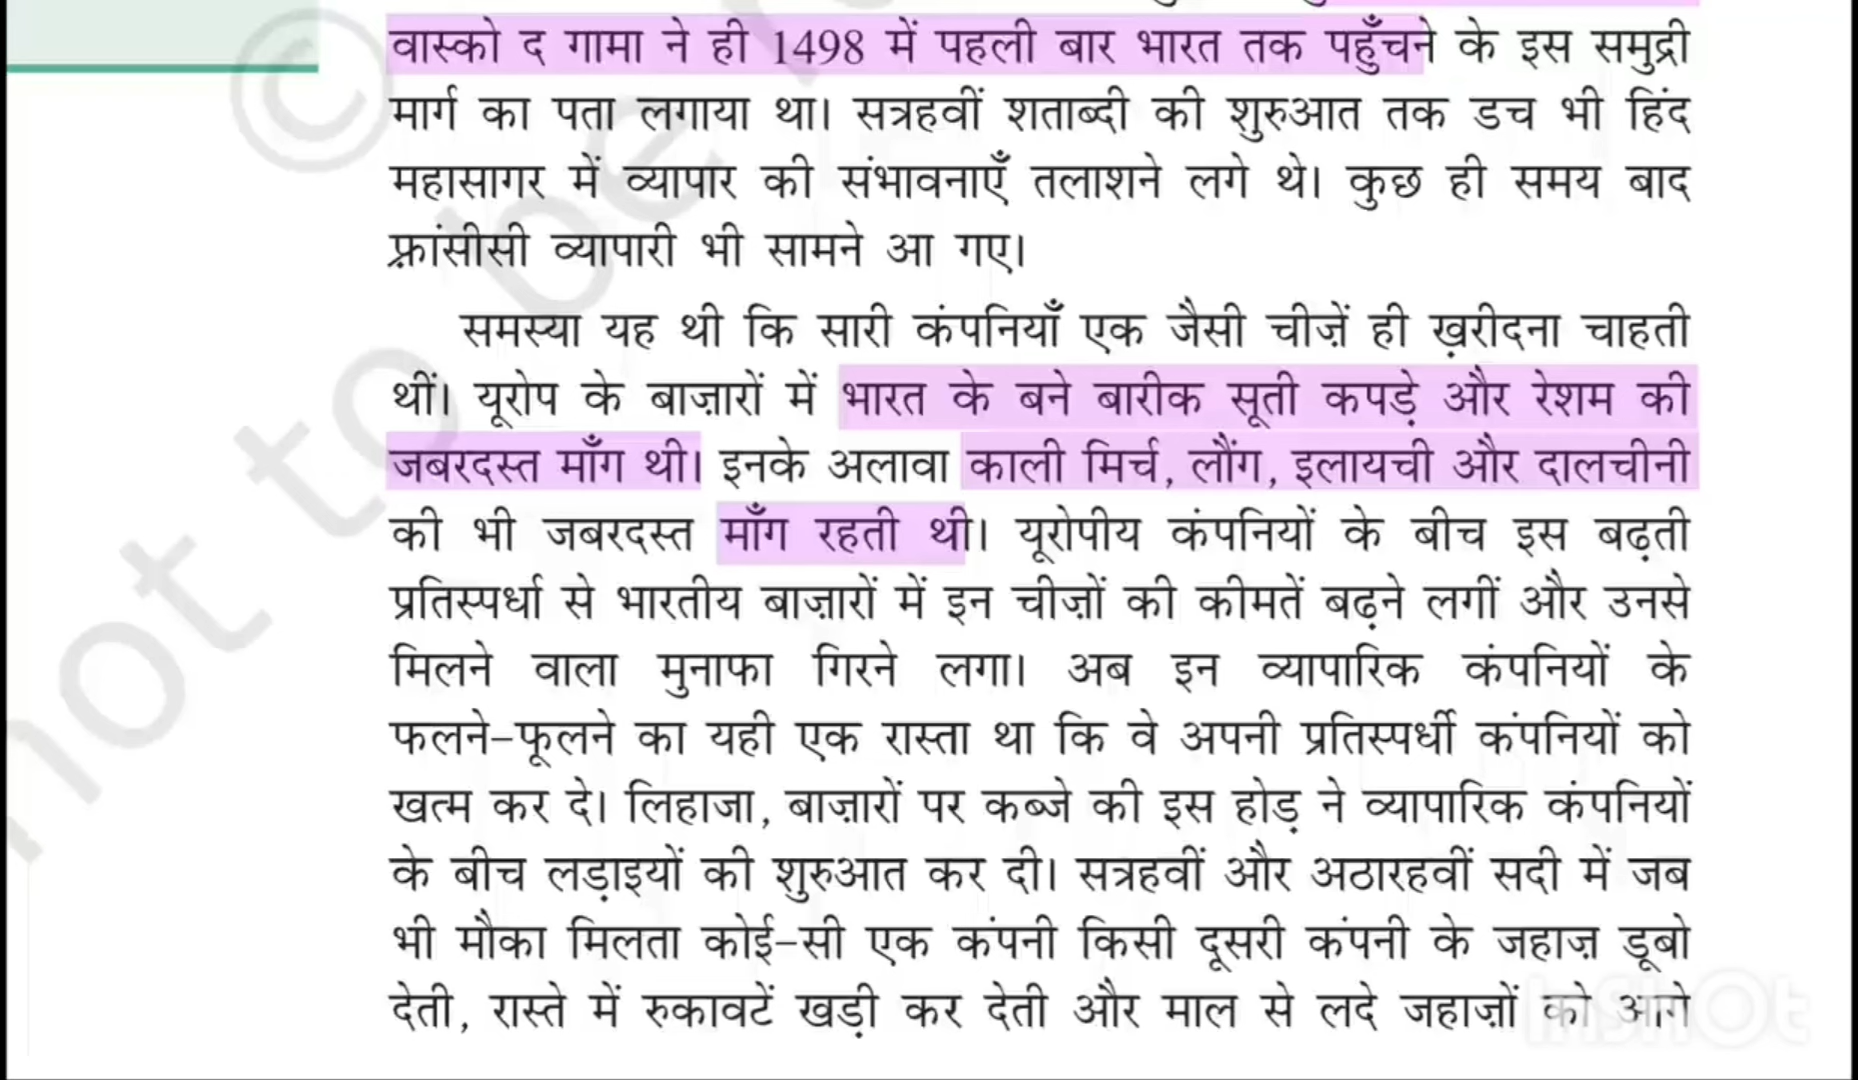 वास्को द गामा ने ही 1498 में पहली बार भारत तक पहुँचने के इस समुद्री
मार्ग का पता लगाया था। सत्रहवीं शताब्दी की शुरुआत तक डच भी हिंद
महासागर में व्यापार की संभावनाएँ तलाशने लगे थे। कुछ ही समय बाद
फ़्रांसीसी व्यापारी भी सामने आ गए।
समस्या यह थी कि सारी कंपनियाँ एक जैसी चीज़ें ही ख़रीदना चाहती
थीं। यूरोप के बाज़ारों में भारत के बने बारीक सूती कपड़े और रेशम की
जबरदस्त माँग थी। इनके अलावा काली मिर्च, लौंग, इलायची और दालचीनी
की भी जबरदस्त माँग रहती थी। यूरोपीय कंपनियों के बीच इस बढ़ती
प्रतिस्पर्धा से भारतीय बाज़ारों में इन चीज़ों की कीमतें बढ़ने लगीं और उनसे
मिलने वाला मुनाफा गिरने लगा। अब इन व्यापारिक कंपनियों के
फलने-फूलने का यही एक रास्ता था कि वे अपनी प्रतिस्पर्धी कंपनियों को
खत्म कर दे। लिहाजा, बाज़ारों पर कब्जे की इस होड़ ने व्यापारिक कंपनियों
के बीच लड़ाइयों की शुरुआत कर दी। सत्रहवीं और अठारहवीं सदी में जब
भी मौका मिलता कोई-सी एक कंपनी किसी दूसरी कंपनी के जहाज़ डूबो
देती, रास्ते में रुकावटें खड़ी कर देती और माल से लदे जहाज़ों को आगे
not to be
©
InShOt